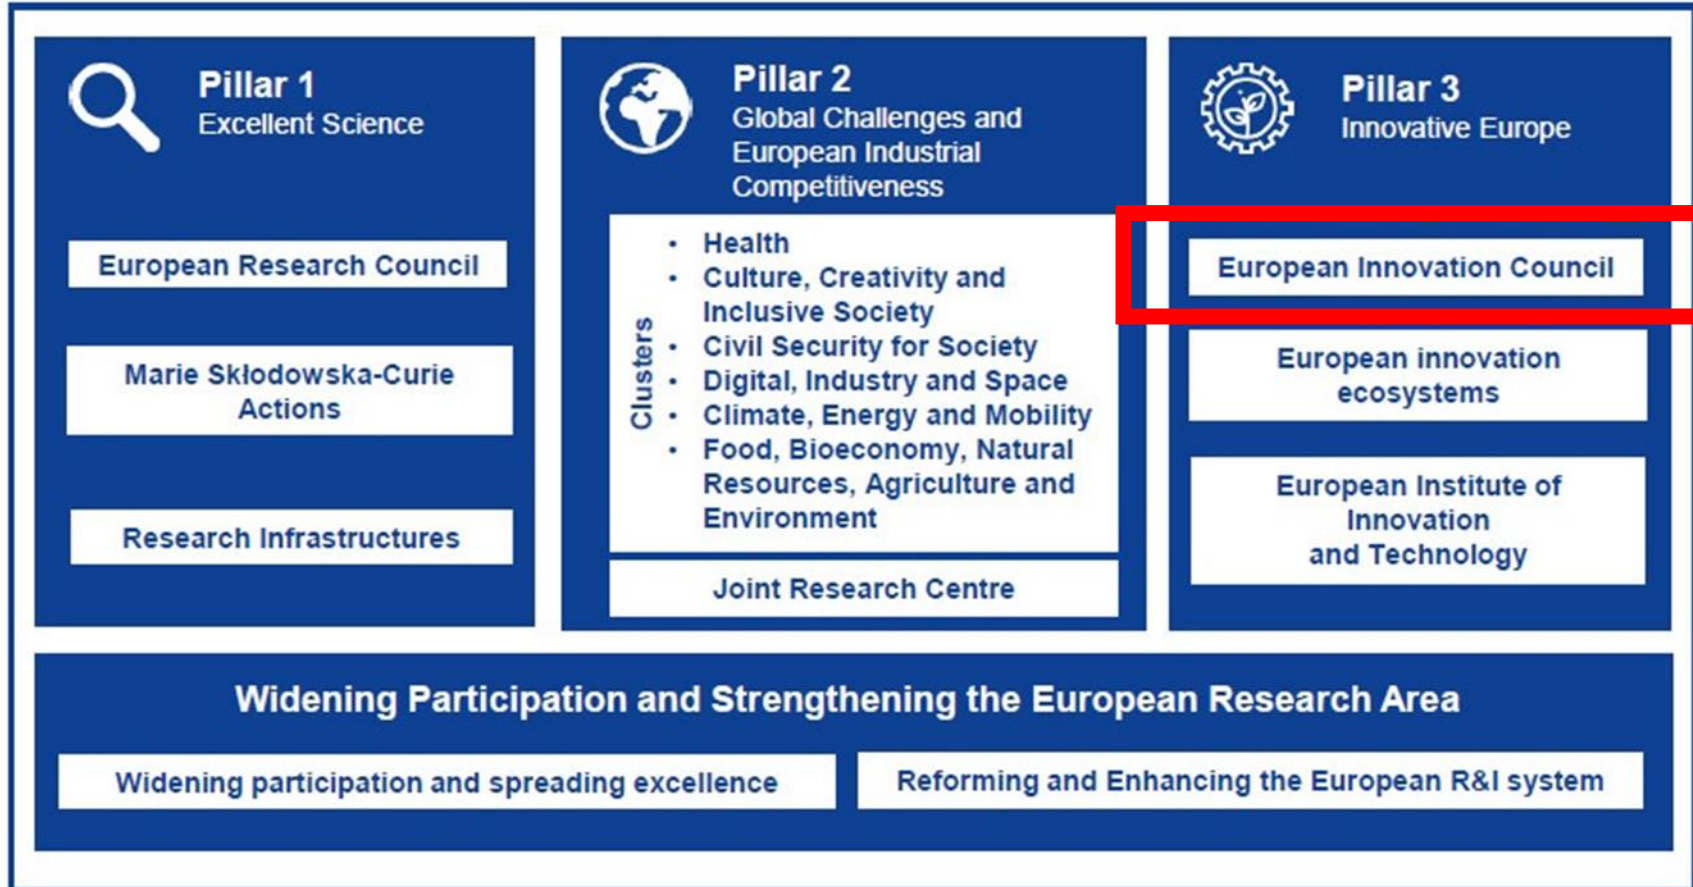 Pillar 1
Excellent Science
European Research Council
Marie Skłodowska-Curie
Actions
Research Infrastructures
Pillar 2
Global Challenges and
European Industrial
Competitiveness
Clusters
• Health
• Culture, Creativity and
Inclusive Society
• Civil Security for Society
• Digital, Industry and Space
• Climate, Energy and Mobility
• Food, Bioeconomy, Natural
Resources, Agriculture and
Environment
Joint Research Centre
Pillar 3
Innovative Europe
European Innovation Council
European innovation
ecosystems
European Institute of
Innovation
and Technology
Widening Participation and Strengthening the European Research Area
Widening participation and spreading excellence
Reforming and Enhancing the European R&I system